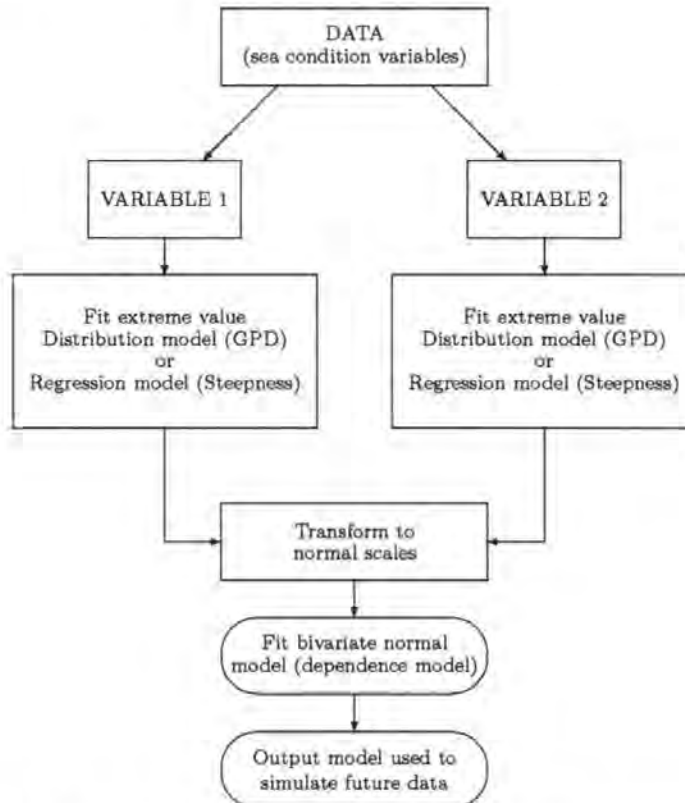 DATA
(sea condition variables)
VARIABLE 1
VARIABLE 2
Fit extreme value
Distribution model (GPD)
or
Regression model (Steepness)
Fit extreme value
Distribution model (GPD)
or
Regression model (Steepness)
Transform to
normal scales
Fit bivariate normal
model (dependence model)
Output model used to
simulate future data